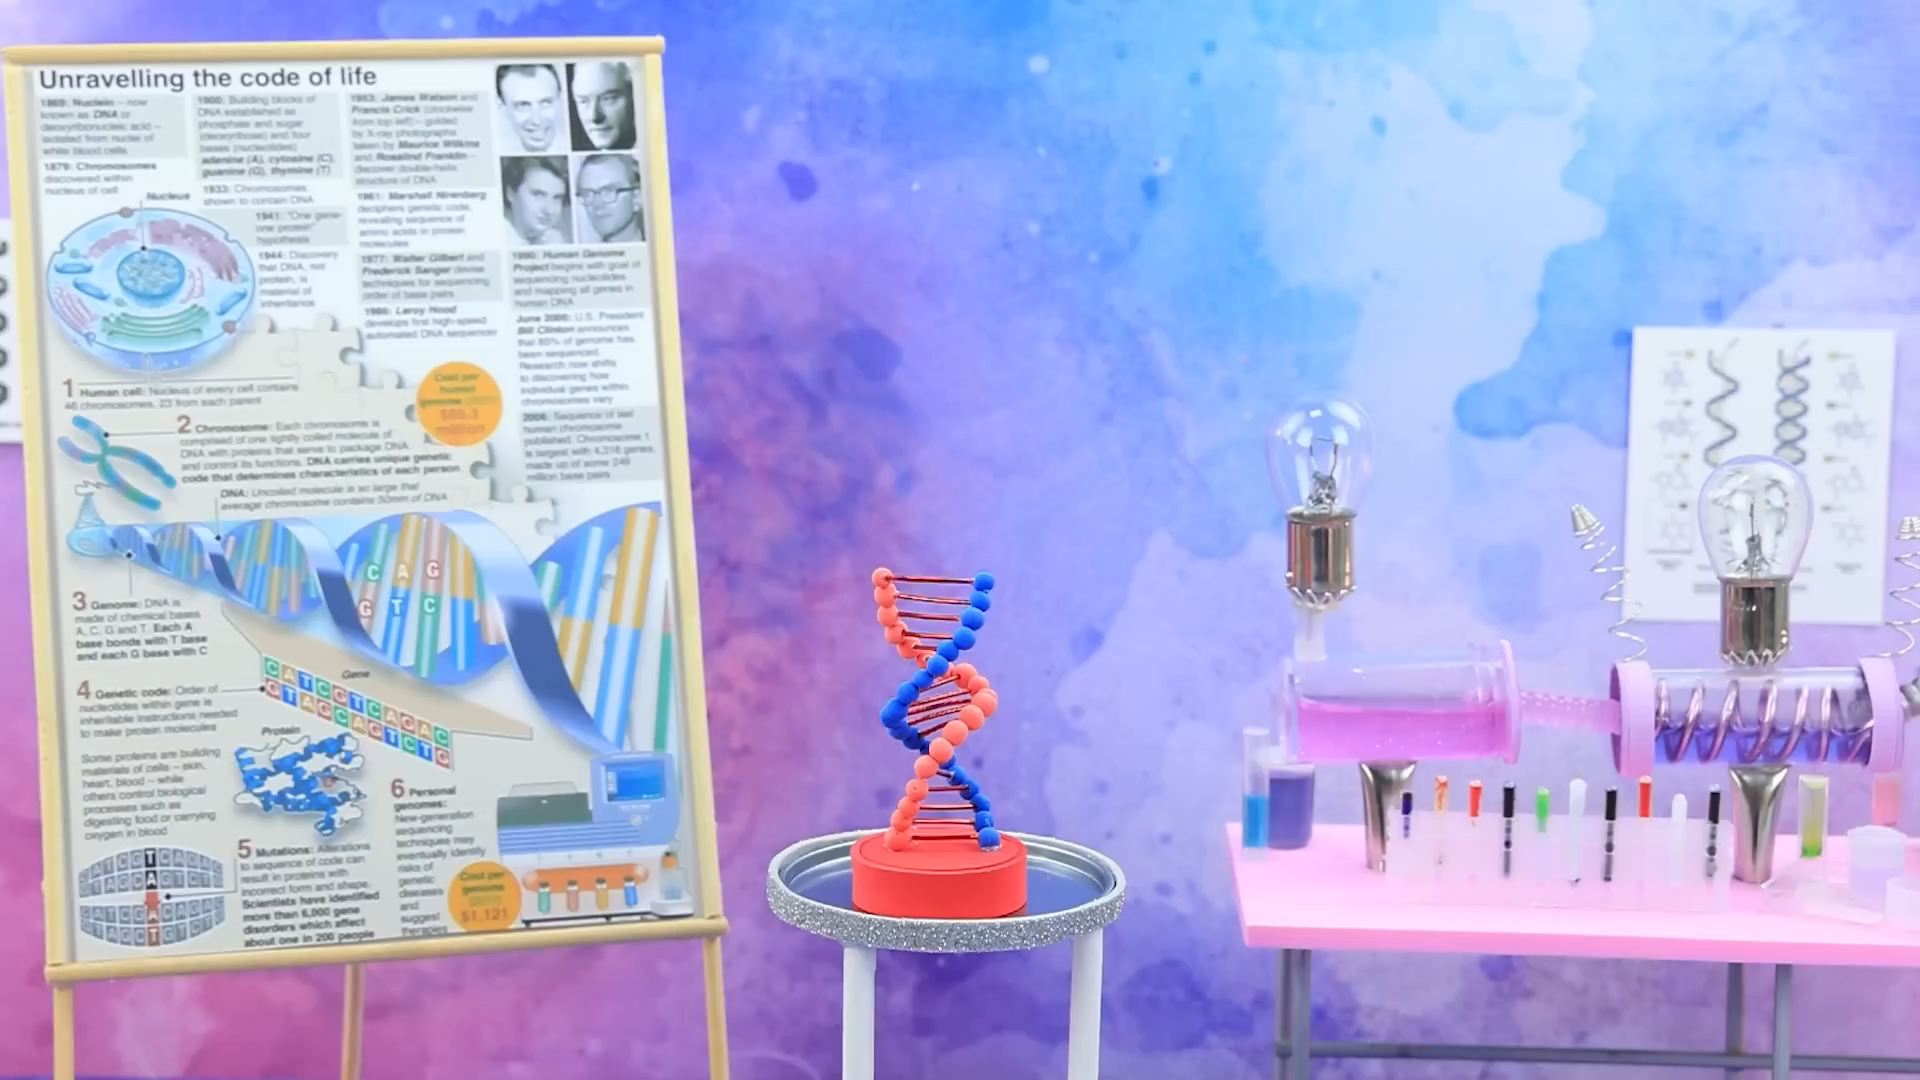 Unravelling the code of life
1869: Nuclein – now
known as DNA or
deoxyribonucleic acid –
isolated from nuclei of
white blood cells
1879: Chromosomes
discovered within
nucleus of cell
Nucleus
1900: Building blocks of
DNA established as
phosphate and sugar
(deoxyribose) and four
bases (nucleotides)
adenine (A), cytosine (C),
guanine (G), thymine (T)
1933: Chromosomes
shown to contain DNA
1941: "One gene-
one protein"
hypothesis
1944: Discovery
that DNA, not
protein, is
material of
inheritance
1953: James Watson and
Francis Crick (clockwise
from top left) – guided
by X-ray photographs
taken by Maurice Wilkins
and Rosalind Franklin –
discover double-helix
structure of DNA
1961: Marshall Nirenberg
deciphers genetic code,
revealing sequence of
amino acids in protein
molecules
1977: Walter Gilbert and
Frederick Sanger devise
techniques for sequencing
order of base pairs
1986: Leroy Hood
develops first high-speed
automated DNA sequencer
1990: Human Genome
Project begins with goal of
sequencing nucleotides
and mapping all genes in
human DNA
June 2000: U.S. President
Bill Clinton announces
that 85% of genome has
been sequenced.
Research now shifts
to discovering how
individual genes within
chromosomes vary
2006: Sequence of last
human chromosome
published. Chromosome 1
is largest with 4,316 genes,
made up of some 249
million base pairs
1 Human cell: Nucleus of every cell contains
46 chromosomes, 23 from each parent
Cost per
human
genome
$95.3
million
2 Chromosome: Each chromosome is
comprised of one tightly coiled molecule of
DNA with proteins that serve to package DNA
and control its functions. DNA carries unique genetic
code that determines characteristics of each person
DNA: Uncoiled molecule is so large that
average chromosome contains 50mm of DNA
C A G
G T C
3 Genome: DNA is
made of chemical bases
A, C, G and T. Each A
base bonds with T base
and each G base with C
Gene
CATCGTCAGAC
GTAGCAGTCTG
4 Genetic code: Order of
nucleotides within gene is
inheritable instructions needed
to make protein molecules
Protein
Some proteins are building
materials of cells – skin,
heart, blood – while
others control biological
processes such as
digesting food or carrying
oxygen in blood
5 Mutations: Alterations
to sequence of code can
result in proteins with
incorrect form and shape.
Scientists have identified
more than 6,000 gene
disorders which affect
about one in 200 people
6 Personal
genomes:
New-generation
sequencing
techniques may
eventually identify
risks of
genetic
diseases
and
suggest
therapies
Cost per
genome
$1,121